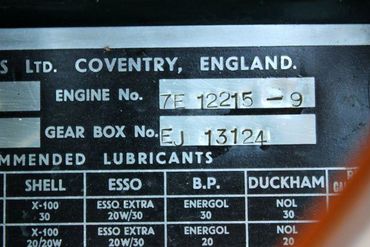 S LTD. COVENTRY, ENGLAND.
ENGINE No. 7E 12215 - 9
GEAR BOX No. EJ 13124
MMENDED LUBRICANTS
SHELL ESSO B.P. DUCKHAM
X-100 ESSO EXTRA ENERGOL NOL
30 20W/30 30 30
X-100 ESSO EXTRA ENERGOL NOL
20/20W 20W/30 20 20